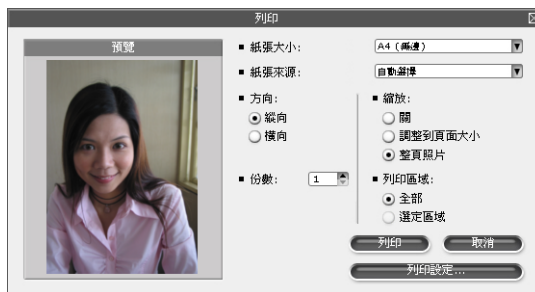 列印
預覽
■ 紙張大小:
A4 (橫邊)
■ 紙張來源:
自動選擇
■ 方向:
縱向
橫向
■ 份數:
1
■ 縮放:
關
調整到頁面大小
整頁照片
■ 列印區域:
全部
選定區域
列印
取消
列印設定...